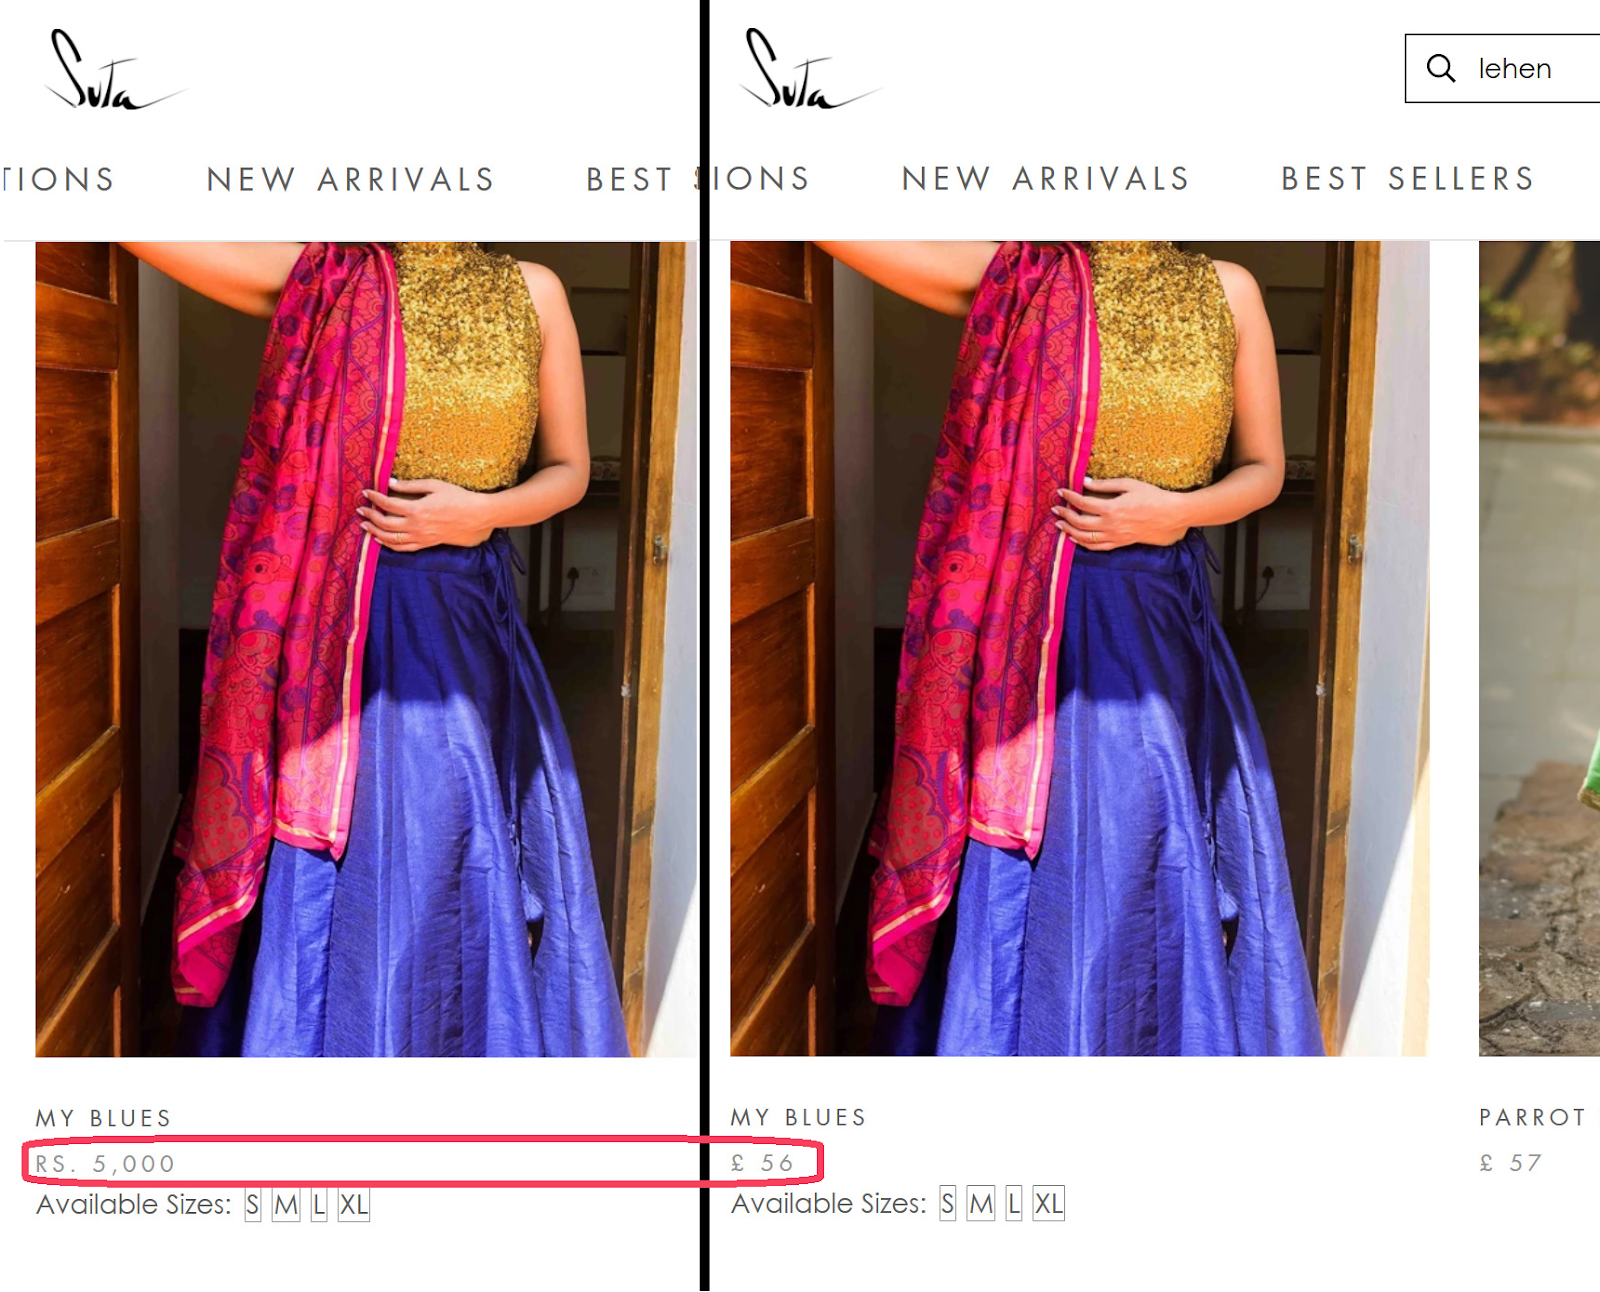 Suta
TIONS NEW ARRIVALS BEST S
MY BLUES
RS. 5,000
Available Sizes: S M L XL
Suta
lehen
IONS NEW ARRIVALS BEST SELLERS
MY BLUES
£ 56
Available Sizes: S M L XL
PARROT
£ 57